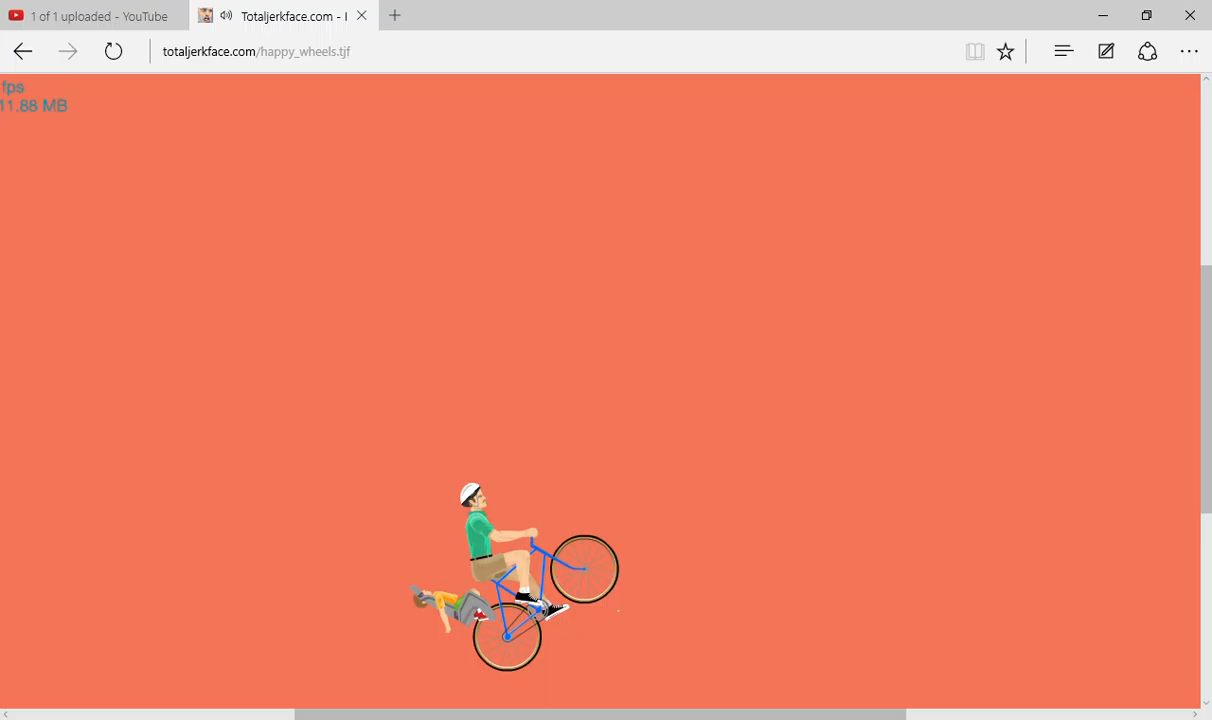 1 of 1 uploaded - YouTube
Totaljerkface.com - I
totaljerkface.com/happy_wheels.tjf
fps
11.88 MB